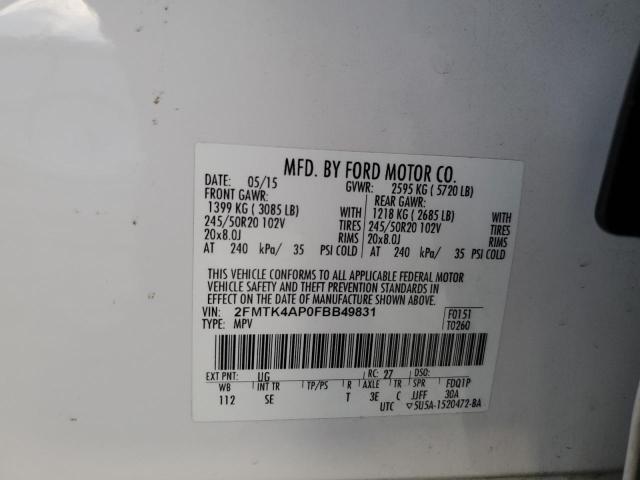 MFD. BY FORD MOTOR CO.
DATE: 05/15 GVWR: 2595 KG ( 5720 LB)
FRONT GAWR: REAR GAWR:
1399 KG ( 3085 LB) WITH 1218 KG ( 2685 LB) WITH
245/50R20 102V TIRES 245/50R20 102V TIRES
20x8.0J RIMS 20x8.0J RIMS
AT 240 kPa/ 35 PSI COLD AT 240 kPa/ 35 PSI COLD
THIS VEHICLE CONFORMS TO ALL APPLICABLE FEDERAL MOTOR
VEHICLE SAFETY AND THEFT PREVENTION STANDARDS IN
EFFECT ON THE DATE OF MANUFACTURE SHOWN ABOVE.
VIN: 2FMTK4AP0FBB49831 F0151
TYPE: MPV T0260
EXT PNT: UG RC: 27 DSO:
WB INT TR TP/PS R AXLE TR SPR FDQ1P
112 SE T 3E C JJFF 30A
UTC ▽5U5A-1520472-BA